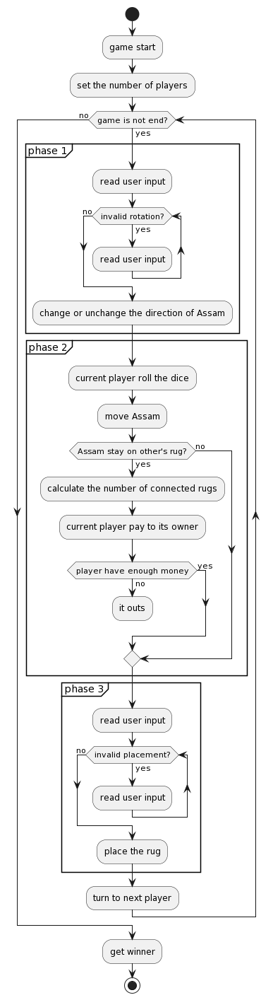 game start
set the number of players
no
game is not end?
yes
phase 1
read user input
no
invalid rotation?
yes
read user input
change or unchange the direction of Assam
phase 2
current player roll the dice
move Assam
Assam stay on other's rug?
no
yes
calculate the number of connected rugs
current player pay to its owner
player have enough money
yes
no
it outs
phase 3
read user input
no
invalid placement?
yes
read user input
place the rug
turn to next player
get winner